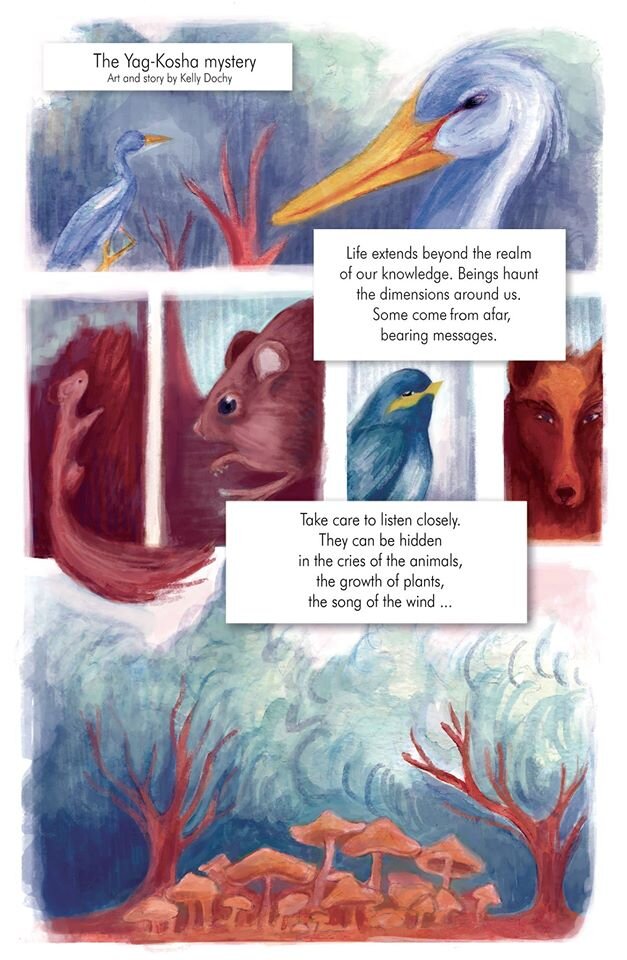 The Yag-Kosha mystery
Art and story by Kelly Dochy
Life extends beyond the realm
of our knowledge. Beings haunt
the dimensions around us.
Some come from afar,
bearing messages.
Take care to listen closely.
They can be hidden
in the cries of the animals,
the growth of plants,
the song of the wind ...